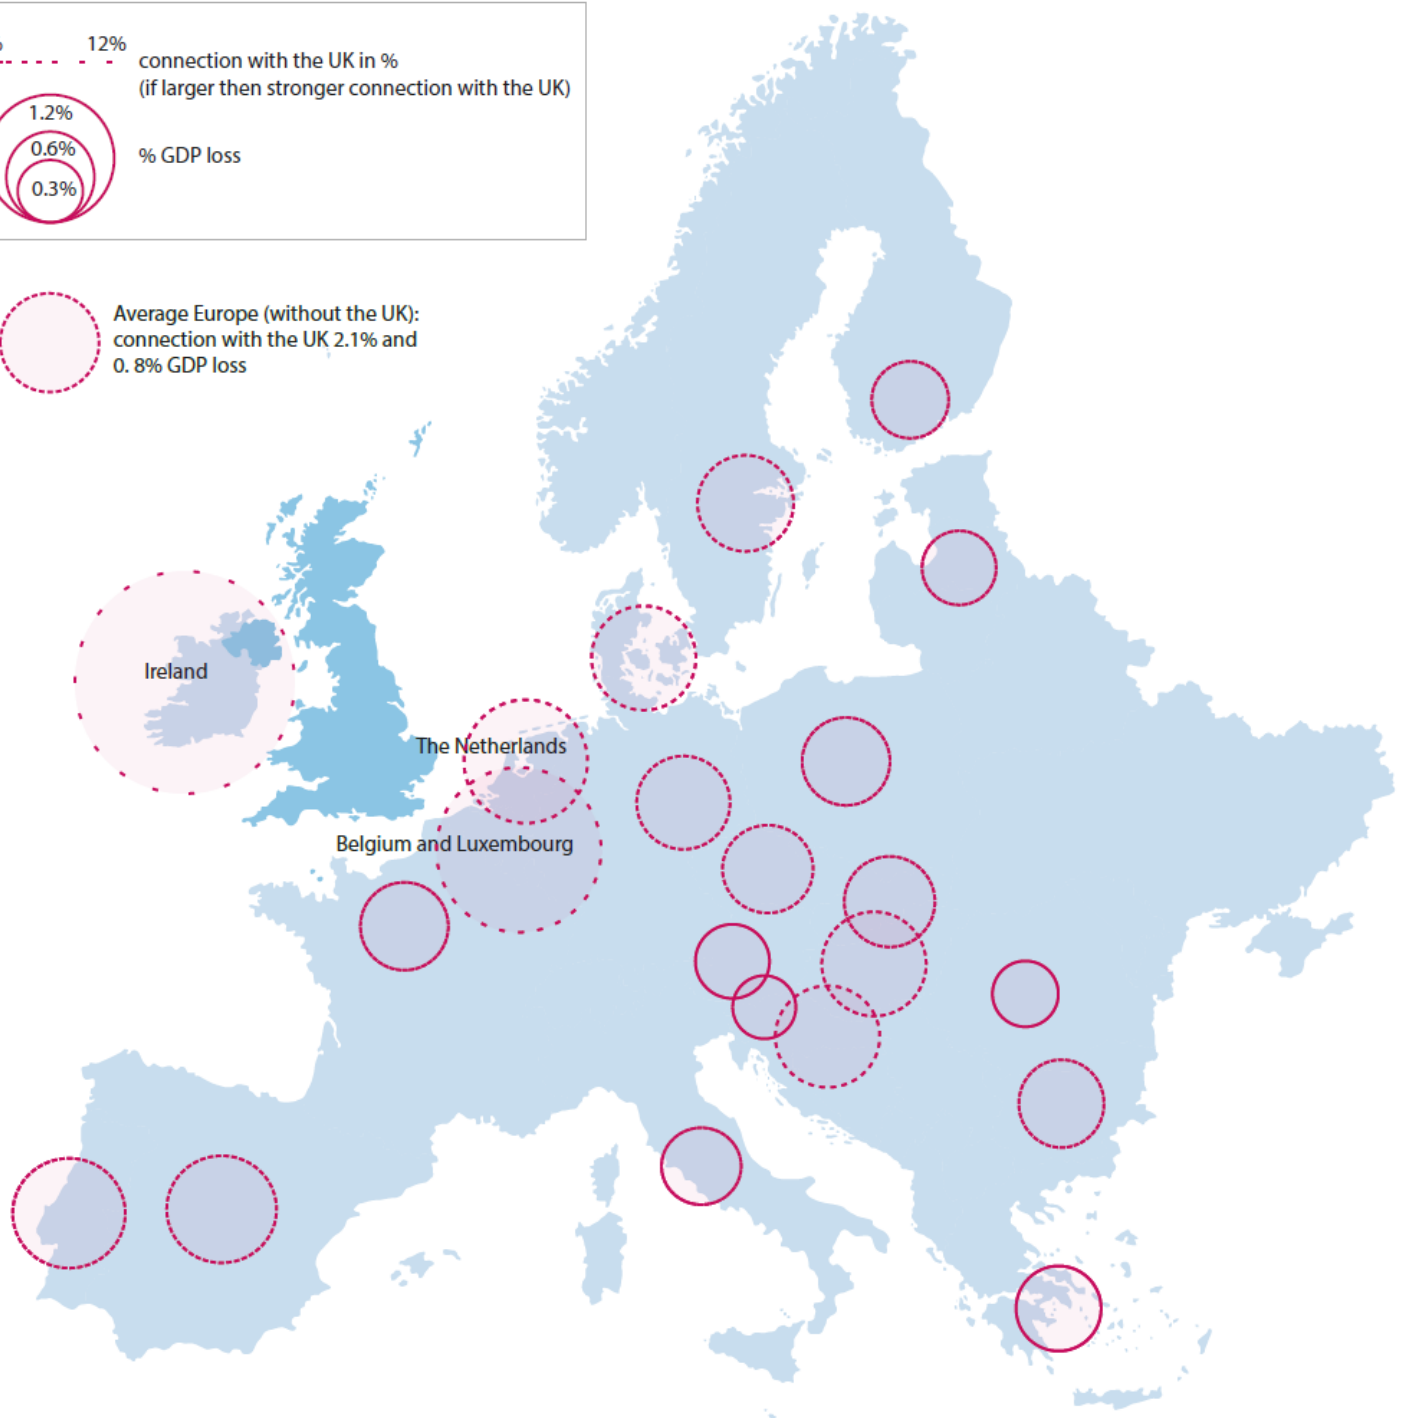 12%
connection with the UK in %
(if larger then stronger connection with the UK)
1.2%
0.6%
% GDP loss
0.3%
Average Europe (without the UK):
connection with the UK 2.1% and
0. 8% GDP loss
Ireland
The Netherlands
Belgium and Luxembourg